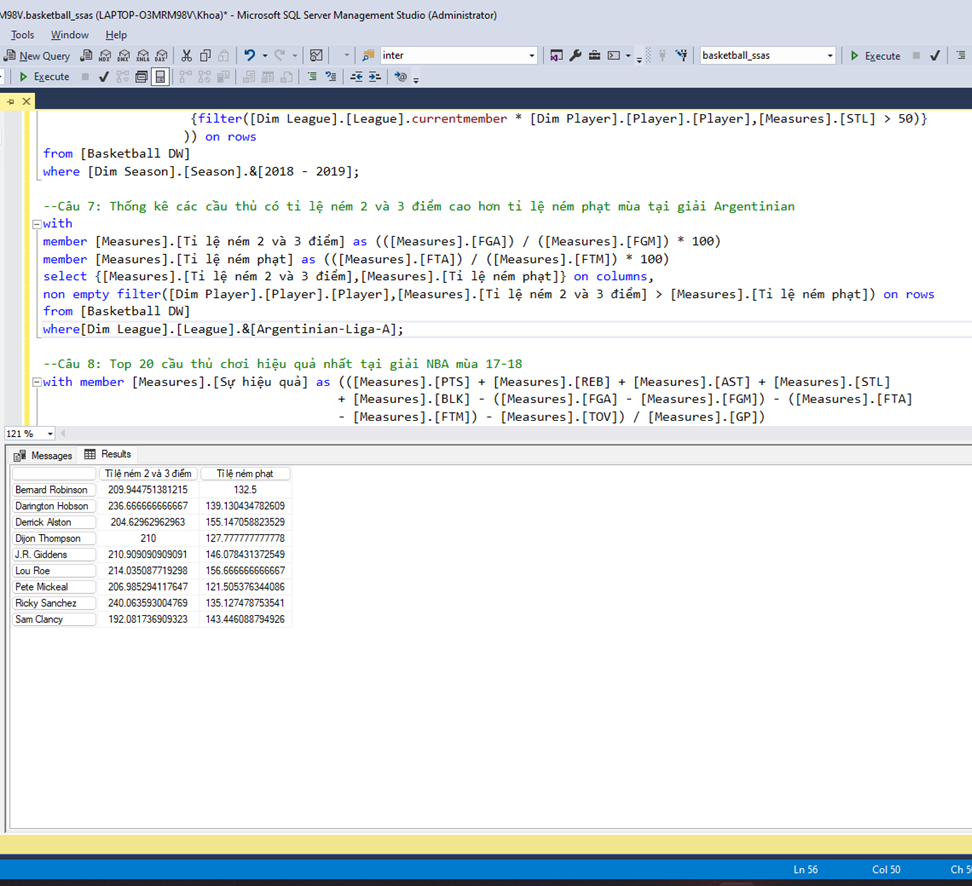 M98V.basketball_ssas (LAPTOP-O3MRM98V\Khoa)* - Microsoft SQL Server Management Studio (Administrator)
Tools Window Help
New Query MDX DMX XMLA DAX inter basketball_ssas Execute
Execute
{filter([Dim League].[League].currentmember * [Dim Player].[Player].[Player],[Measures].[STL] > 50)}
)) on rows
from [Basketball DW]
where [Dim Season].[Season].&[2018 - 2019];
--Câu 7: Thống kê các cầu thủ có tỉ lệ ném 2 và 3 điểm cao hơn tỉ lệ ném phạt mùa tại giải Argentinian
with
member [Measures].[Tỉ lệ ném 2 và 3 điểm] as (([Measures].[FGA]) / ([Measures].[FGM]) * 100)
member [Measures].[Tỉ lệ ném phạt] as (([Measures].[FTA]) / ([Measures].[FTM]) * 100)
select {[Measures].[Tỉ lệ ném 2 và 3 điểm],[Measures].[Tỉ lệ ném phạt]} on columns,
non empty filter([Dim Player].[Player].[Player],[Measures].[Tỉ lệ ném 2 và 3 điểm] > [Measures].[Tỉ lệ ném phạt]) on rows
from [Basketball DW]
where[Dim League].[League].&[Argentinian-Liga-A];
--Câu 8: Top 20 cầu thủ chơi hiệu quả nhất tại giải NBA mùa 17-18
with member [Measures].[Sự hiệu quả] as (([Measures].[PTS] + [Measures].[REB] + [Measures].[AST] + [Measures].[STL]
+ [Measures].[BLK] - ([Measures].[FGA] - [Measures].[FGM]) - ([Measures].[FTA]
- [Measures].[FTM]) - [Measures].[TOV]) / [Measures].[GP])
121 %
Messages Results
Tỉ lệ ném 2 và 3 điểm Tỉ lệ ném phạt
Bernard Robinson 209.944751381215 132.5
Darington Hobson 236.666666666667 139.130434782609
Derrick Alston 204.62962962963 155.147058823529
Dijon Thompson 210 127.777777777778
J.R. Giddens 210.909090909091 146.078431372549
Lou Roe 214.035087719298 156.666666666667
Pete Mickeal 206.985294117647 121.505376344086
Ricky Sanchez 240.063593004769 135.127478753541
Sam Clancy 192.081736909323 143.446088794926
Ln 56 Col 50 Ch